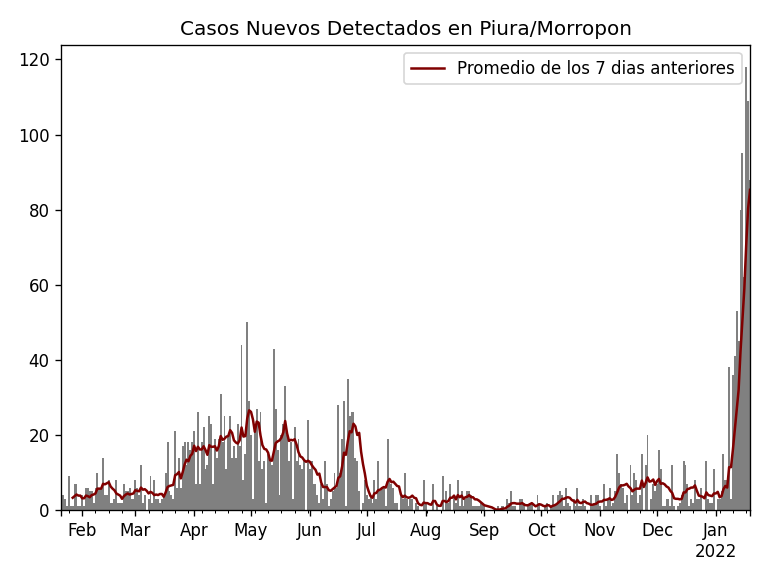 Casos Nuevos Detectados en Piura/Morropon
Promedio de los 7 dias anteriores
120
100
80
60
40
20
0
Feb Mar Apr May Jun Jul Aug Sep Oct Nov Dec Jan
2022